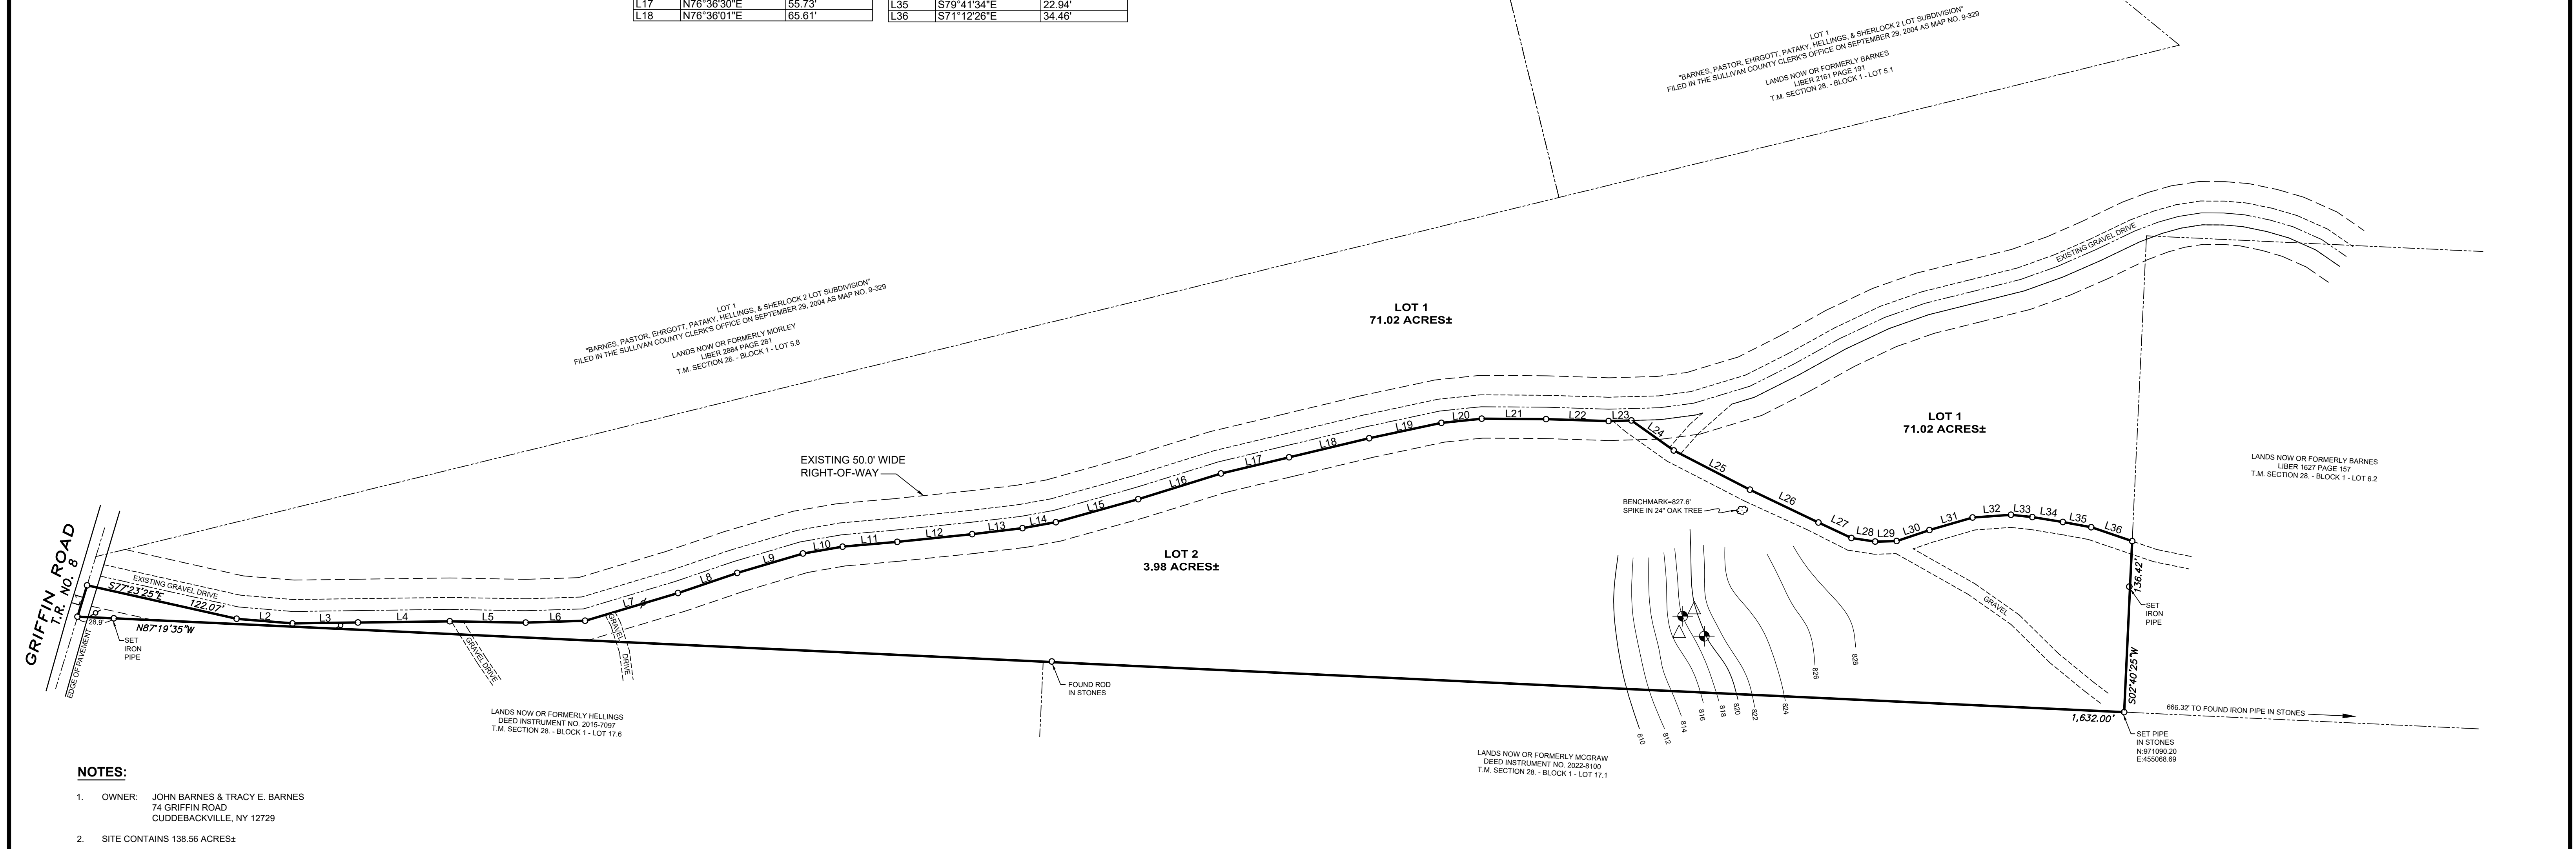 L17 N76°36'30"E 55.73'
L18 N76°36'01"E 65.61'
L35 S79°41'34"E 22.94'
L36 S71°12'26"E 34.46'
LOT 1
"BARNES, PASTOR, EHRGOTT, PATAKY, HELLINGS, & SHERLOCK 2 LOT SUBDIVISION"
FILED IN THE SULLIVAN COUNTY CLERK'S OFFICE ON SEPTEMBER 29, 2004 AS MAP NO. 9-329
LANDS NOW OR FORMERLY BARNES
LIBER 2161 PAGE 191
T.M. SECTION 28. - BLOCK 1 - LOT 5.1
EXISTING GRAVEL DRIVE
LOT 1
"BARNES, PASTOR, EHRGOTT, PATAKY, HELLINGS, & SHERLOCK 2 LOT SUBDIVISION"
FILED IN THE SULLIVAN COUNTY CLERK'S OFFICE ON SEPTEMBER 29, 2004 AS MAP NO. 9-329
LANDS NOW OR FORMERLY MORLEY
LIBER 2884 PAGE 281
T.M. SECTION 28. - BLOCK 1 - LOT 5.8
LOT 1
71.02 ACRES±
LOT 1
71.02 ACRES±
LANDS NOW OR FORMERLY BARNES
LIBER 1627 PAGE 157
T.M. SECTION 28. - BLOCK 1 - LOT 6.2
EXISTING 50.0' WIDE
RIGHT-OF-WAY
BENCHMARK=827.6'
SPIKE IN 24" OAK TREE
LOT 2
3.98 ACRES±
GRIFFIN ROAD
T.R. NO. 8
EDGE OF PAVEMENT
EXISTING GRAVEL DRIVE
S77°23'25"E
122.07'
L1
28.9'
N87°19'35"W
SET
IRON
PIPE
L2
L3
L4
L5
L6
L7
L8
L9
L10
L11
L12
L13
L14
L15
L16
L17
L18
L19
L20
L21
L22
L23
L24
L25
L26
L27
L28
L29
L30
L31
L32
L33
L34
L35
L36
GRAVEL DRIVE
GRAVEL
DRIVE
GRAVEL
FOUND ROD
IN STONES
810
812
814
816
818
820
822
824
826
828
136.42'
SET
IRON
PIPE
S02°40'25"W
1,632.00'
666.32' TO FOUND IRON PIPE IN STONES
SET PIPE
IN STONES
N:971090.20
E:455068.69
LANDS NOW OR FORMERLY HELLINGS
DEED INSTRUMENT NO. 2015-7097
T.M. SECTION 28. - BLOCK 1 - LOT 17.6
LANDS NOW OR FORMERLY MCGRAW
DEED INSTRUMENT NO. 2022-8100
T.M. SECTION 28. - BLOCK 1 - LOT 17.1
NOTES:
1. OWNER: JOHN BARNES & TRACY E. BARNES
74 GRIFFIN ROAD
CUDDEBACKVILLE, NY 12729
2. SITE CONTAINS 138.56 ACRES±